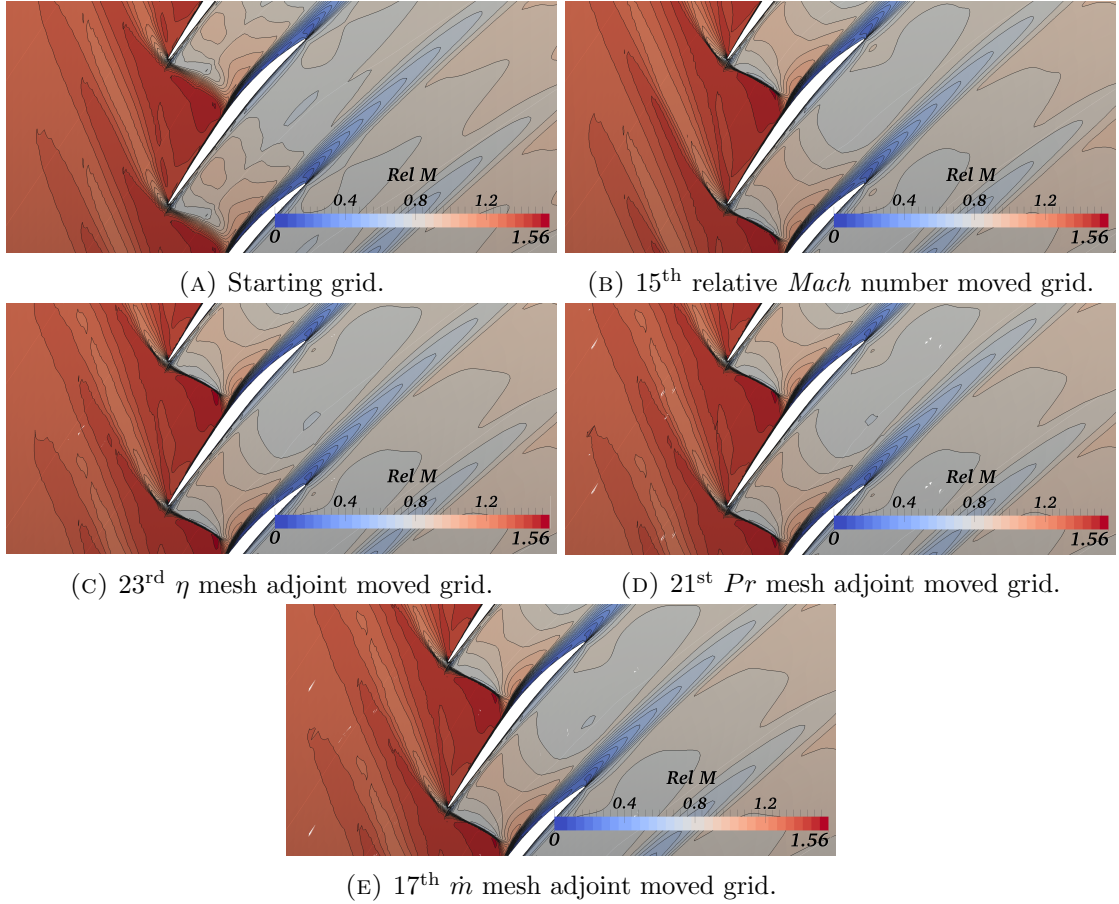 Rel M
0.4 0.8 1.2
0 1.56
Rel M
0.4 0.8 1.2
0 1.56
(A) Starting grid.
(B) 15th relative Mach number moved grid.
Rel M
0.4 0.8 1.2
0 1.56
Rel M
0.4 0.8 1.2
0 1.56
(C) 23rd η mesh adjoint moved grid.
(D) 21st Pr mesh adjoint moved grid.
Rel M
0.4 0.8 1.2
0 1.56
(E) 17th ṁ mesh adjoint moved grid.